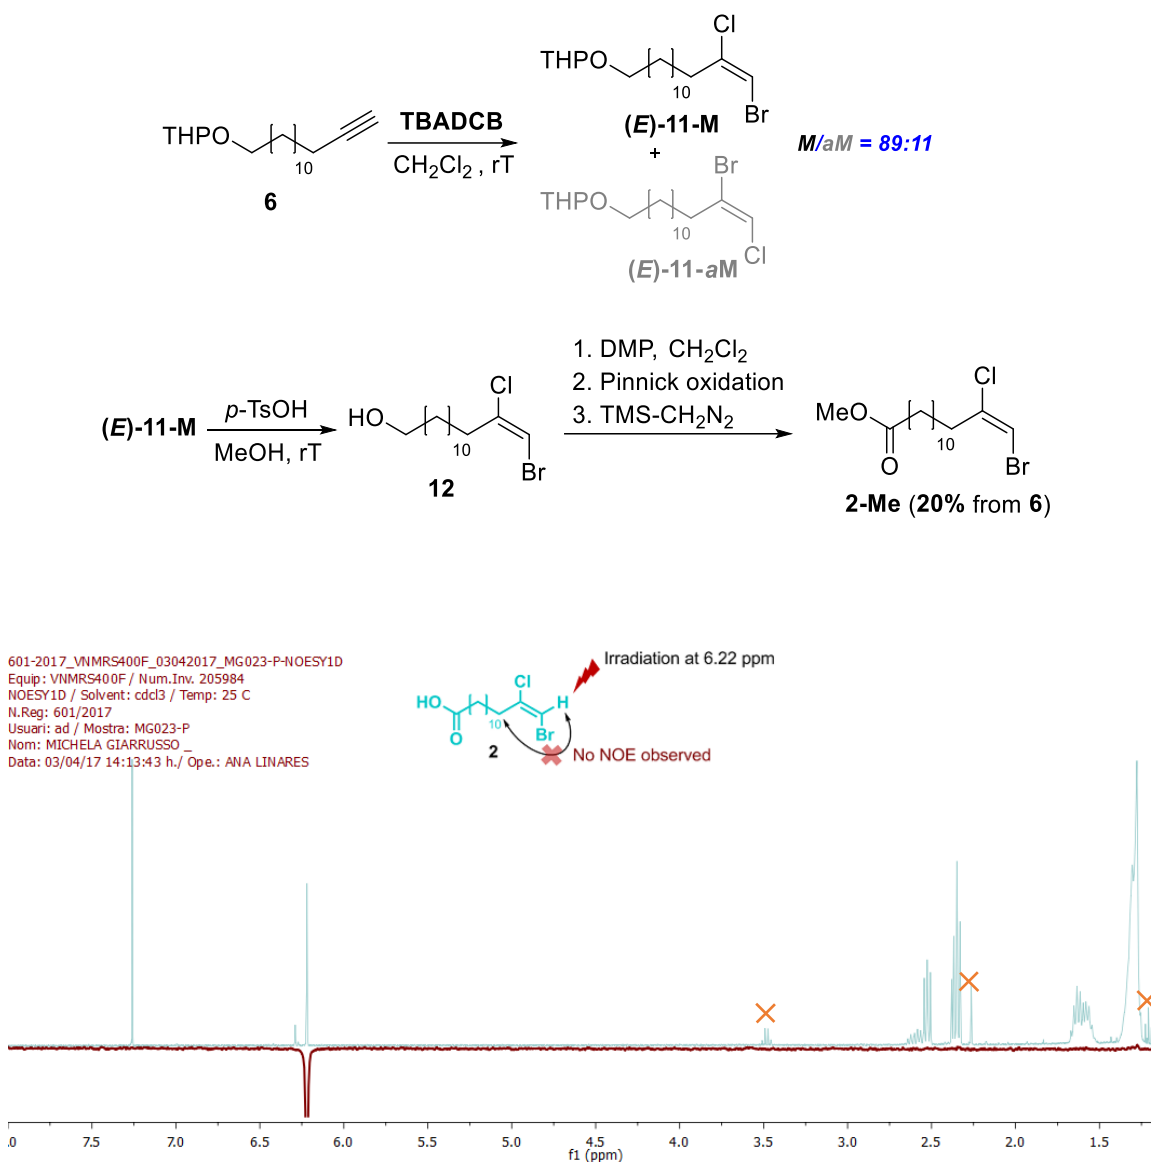 Cl
THPO
10
Br
(E)-11-M
+
M/aM = 89:11
THPO
10
6
TBADCB
CH2Cl2 , rT
Br
THPO
10
Cl
(E)-11-aM
(E)-11-M
p-TsOH
MeOH, rT
Cl
HO
10
Br
12
1. DMP, CH2Cl2
2. Pinnick oxidation
3. TMS-CH2N2
Cl
MeO
10
O
Br
2-Me (20% from 6)
601-2017_VNMRS400F_03042017_MG023-P-NOESY1D
Equip: VNMRS400F / Num.Inv. 205984
NOESY1D / Solvent: cdcl3 / Temp: 25 C
N.Reg: 601/2017
Usuari: ad / Mostra: MG023-P
Nom: MICHELA GIARRUSSO _
Data: 03/04/17 14:13:43 h./ Ope.: ANA LINARES
Irradiation at 6.22 ppm
Cl
HO
H
10
O
Br
2
No NOE observed
.0 7.5 7.0 6.5 6.0 5.5 5.0 4.5 4.0 3.5 3.0 2.5 2.0 1.5
f1 (ppm)